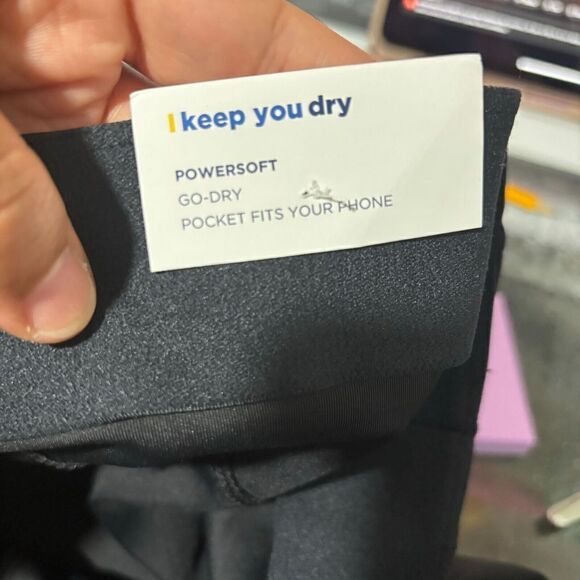 I keep you dry
POWERSOFT
GO-DRY
POCKET FITS YOUR PHONE